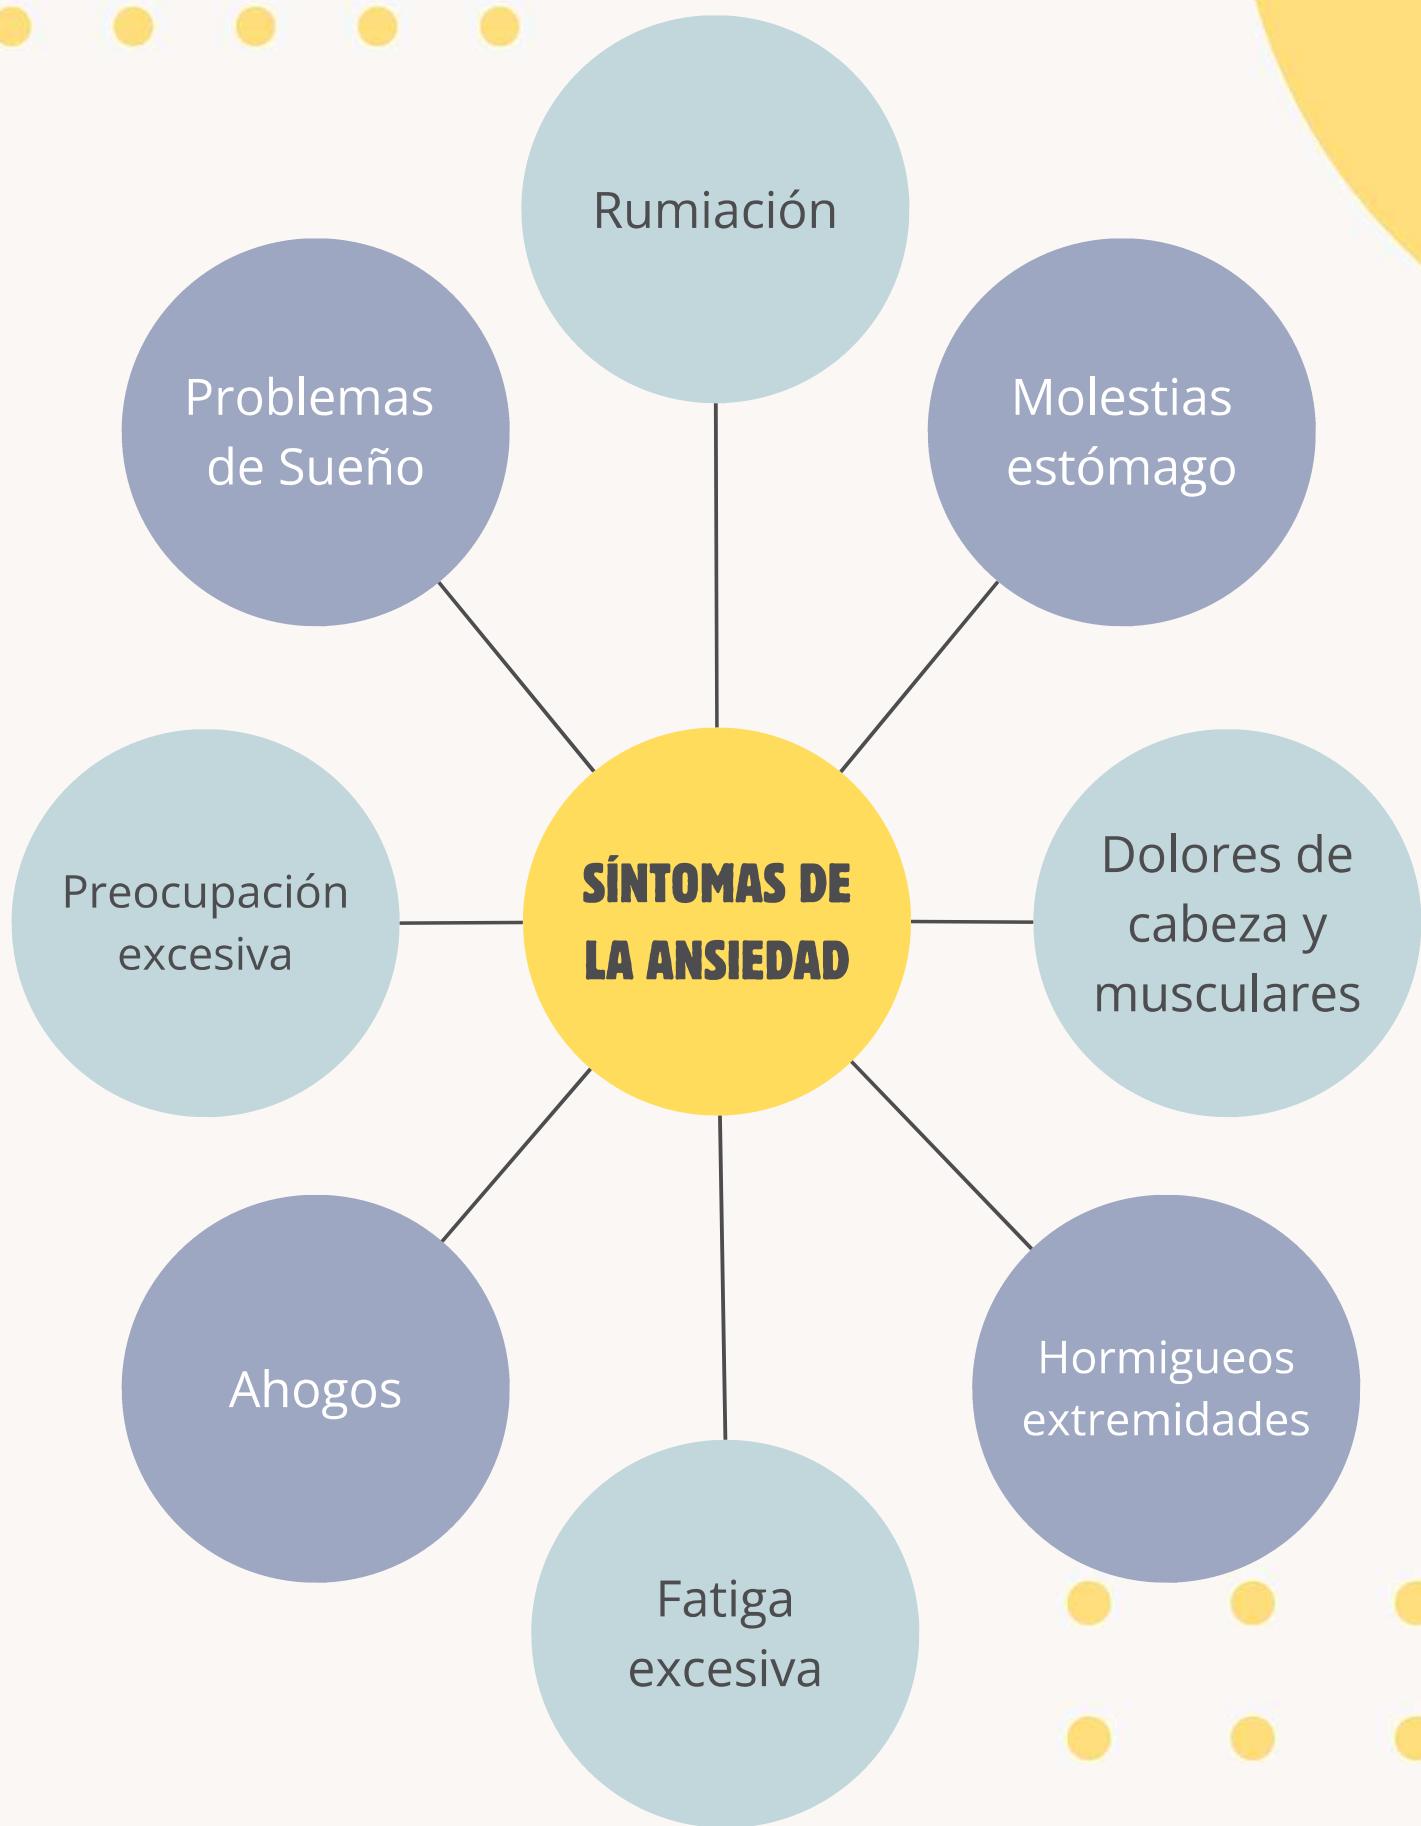 Rumiación
Problemas
de Sueño
Molestias
estómago
Preocupación
excesiva
SÍNTOMAS DE
LA ANSIEDAD
Dolores de
cabeza y
musculares
Ahogos
Hormigueos
extremidades
Fatiga
excesiva